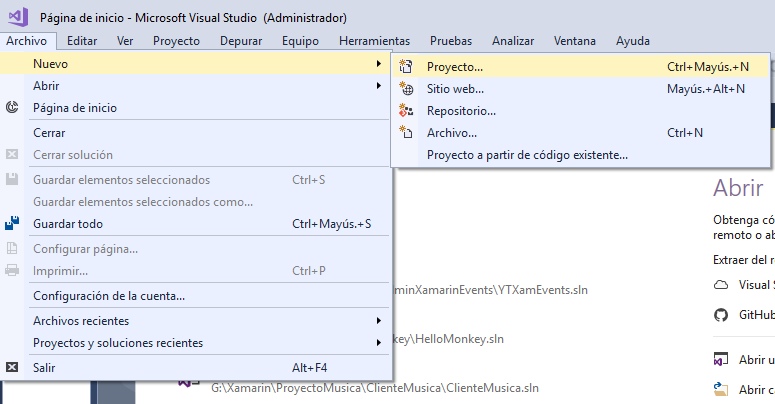 Página de inicio - Microsoft Visual Studio (Administrador)
Archivo Editar Ver Proyecto Depurar Equipo Herramientas Pruebas Analizar Ventana Ayuda
Nuevo
Abrir
Página de inicio
Cerrar
Cerrar solución
Guardar elementos seleccionados Ctrl+S
Guardar elementos seleccionados como...
Guardar todo Ctrl+Mayús.+S
Configurar página...
Imprimir... Ctrl+P
Configuración de la cuenta...
Archivos recientes
Proyectos y soluciones recientes
Salir Alt+F4
Proyecto... Ctrl+Mayús.+N
Sitio web... Mayús.+Alt+N
Repositorio...
Archivo... Ctrl+N
Proyecto a partir de código existente...
minXamarinEvents\YTXamEvents.sln
key\HelloMonkey.sln
G:\Xamarin\ProyectoMusica\ClienteMusica\ClienteMusica.sln
Abrir
Obtenga có
remoto o ab
Extraer del r
Visual S
GitHub
Abrir u
Abrir ca